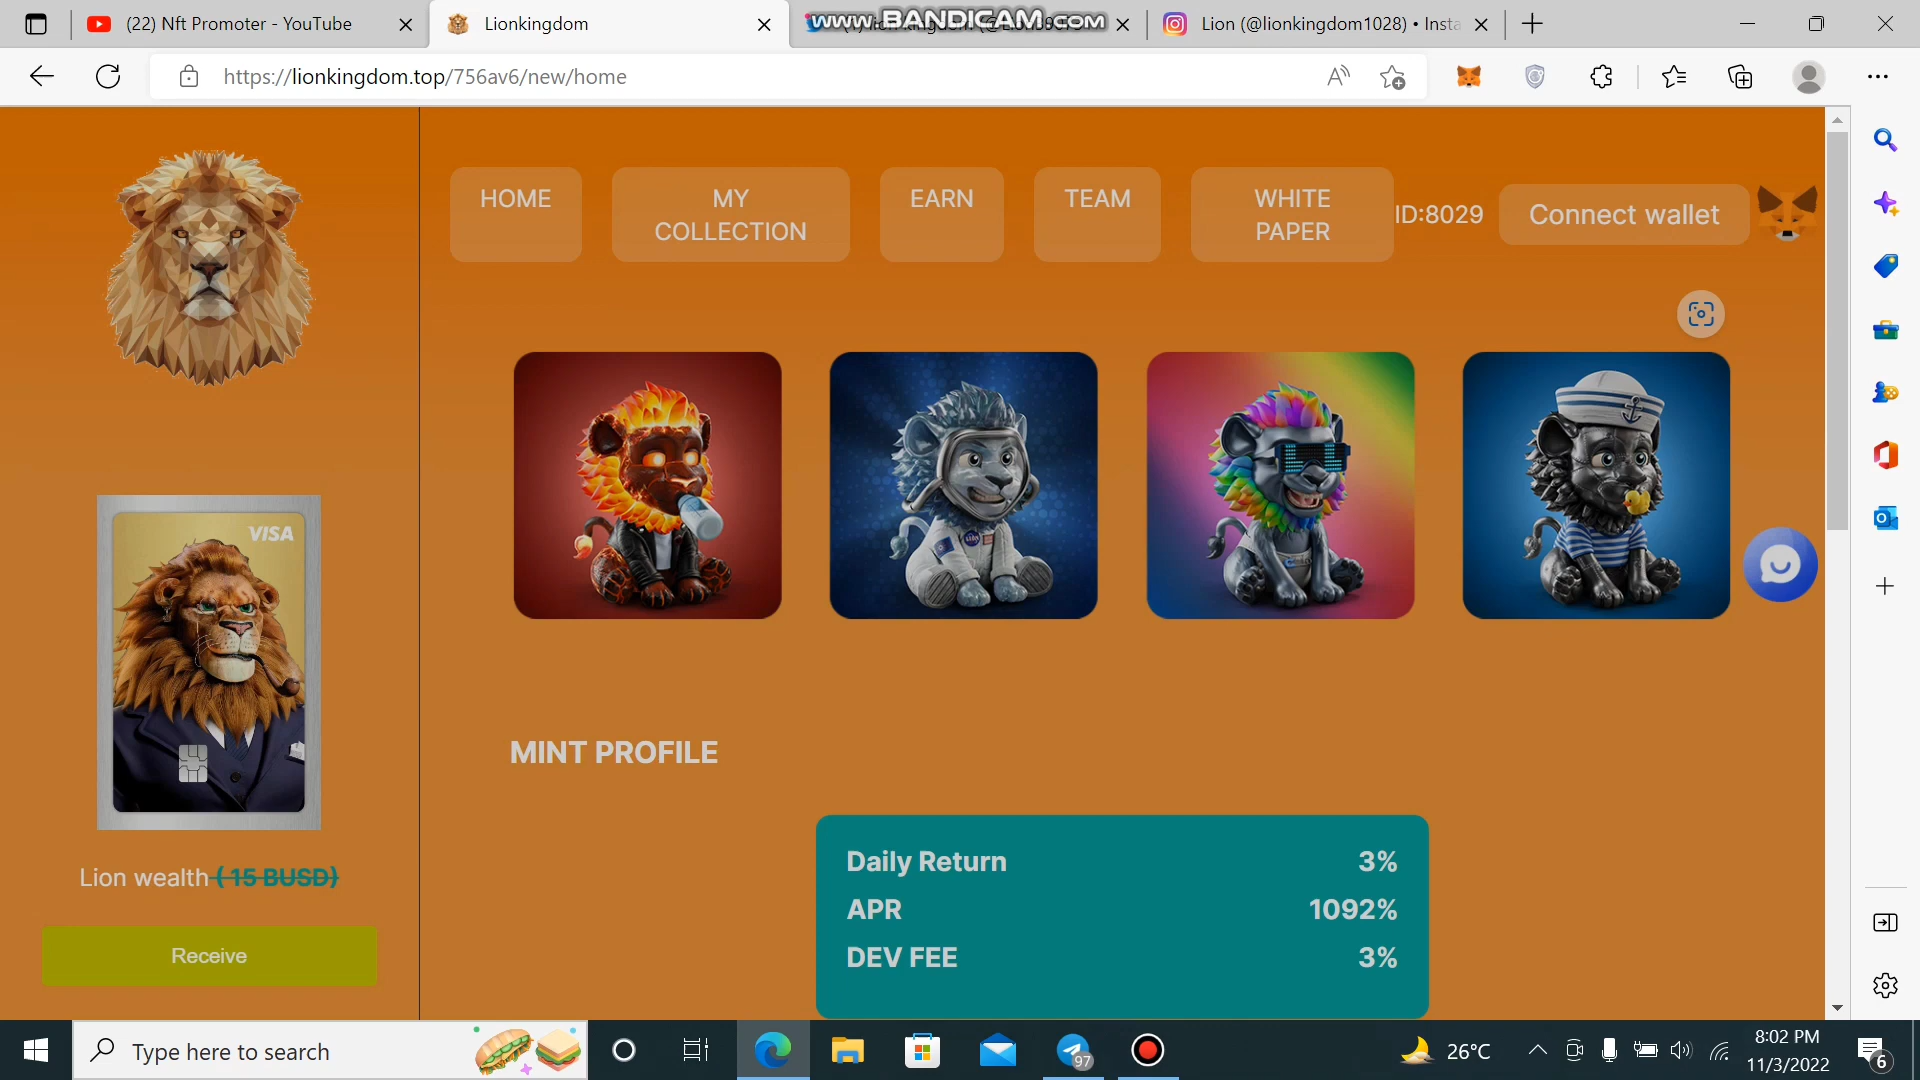 (22) Nft Promoter - YouTube
Lionkingdom
www.BANDICAM.com
Lion (@lionkingdom1028) • Insta
https://lionkingdom.top/756av6/new/home
HOME
MY
COLLECTION
EARN
TEAM
WHITE
PAPER
ID:8029
Connect wallet
VISA
MINT PROFILE
Lion wealth ( 15 BUSD)
Receive
Daily Return 3%
APR 1092%
DEV FEE 3%
Type here to search
97
26°C
8:02 PM
11/3/2022
6